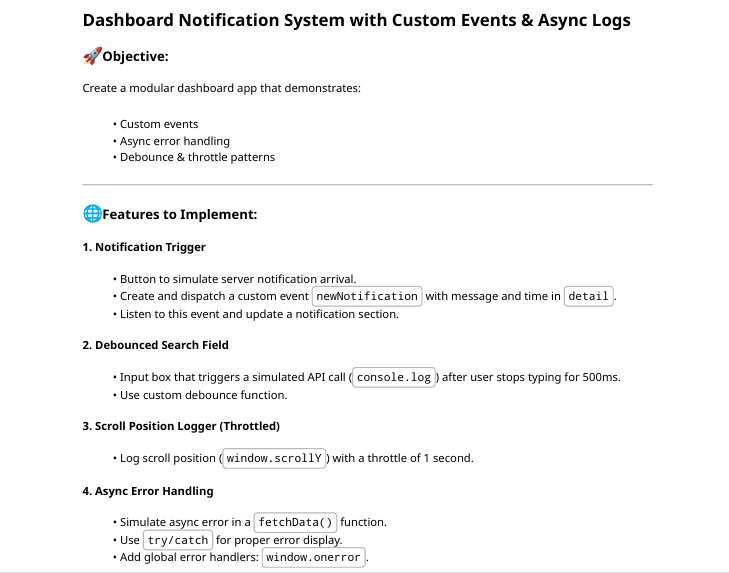 Dashboard Notification System with Custom Events & Async Logs
🚀Objective:
Create a modular dashboard app that demonstrates:
• Custom events
• Async error handling
• Debounce & throttle patterns
🌐Features to Implement:
1. Notification Trigger
• Button to simulate server notification arrival.
• Create and dispatch a custom event newNotification with message and time in detail.
• Listen to this event and update a notification section.
2. Debounced Search Field
• Input box that triggers a simulated API call (console.log) after user stops typing for 500ms.
• Use custom debounce function.
3. Scroll Position Logger (Throttled)
• Log scroll position (window.scrollY) with a throttle of 1 second.
4. Async Error Handling
• Simulate async error in a fetchData() function.
• Use try/catch for proper error display.
• Add global error handlers: window.onerror.